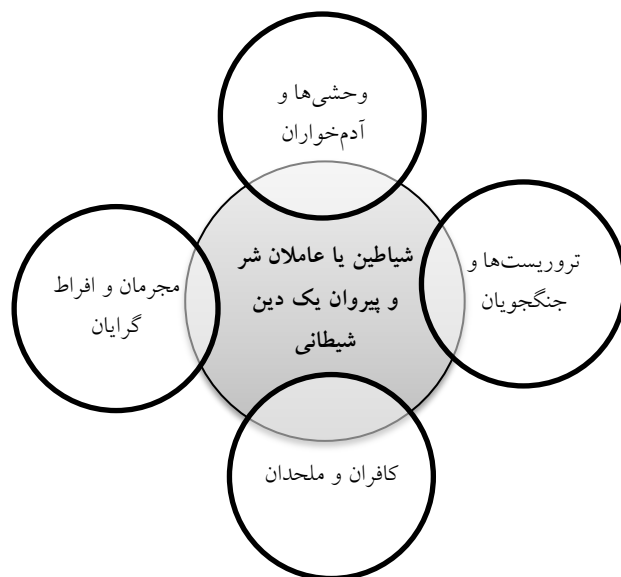 وحشی‌ها و
آدم‌خواران
شیاطین یا عاملان شر
و پیروان یک دین
شیطانی
تروریست‌ها و
جنگجویان
مجرمان و افراط
گرایان
کافران و ملحدان